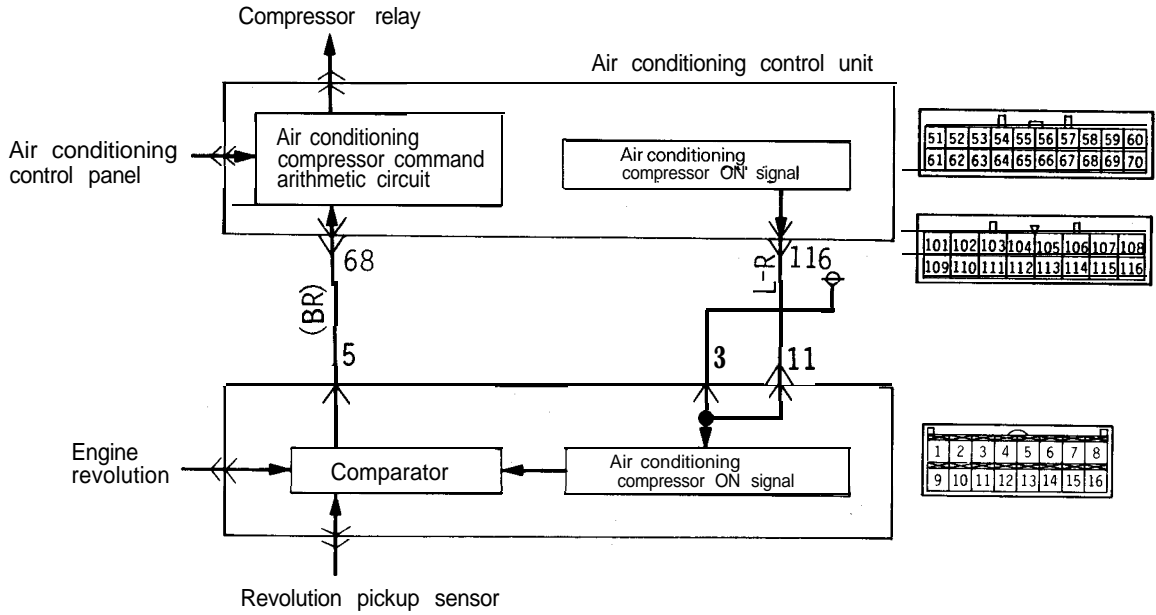 Compressor relay
Air conditioning control unit
Air conditioning
control panel
Air conditioning
compressor command
arithmetic circuit
Air conditioning
compressor ON signal
51 52 53 54 55 56 57 58 59 60
61 62 63 64 65 66 67 68 69 70
101 102 103 104 105 106 107 108
109 110 111 112 113 114 115 116
68
L-R
116
(BR)
5
3
11
Engine
revolution
Comparator
Air conditioning
compressor ON signal
1 2 3 4 5 6 7 8
9 10 11 12 13 14 15 16
Revolution pickup sensor